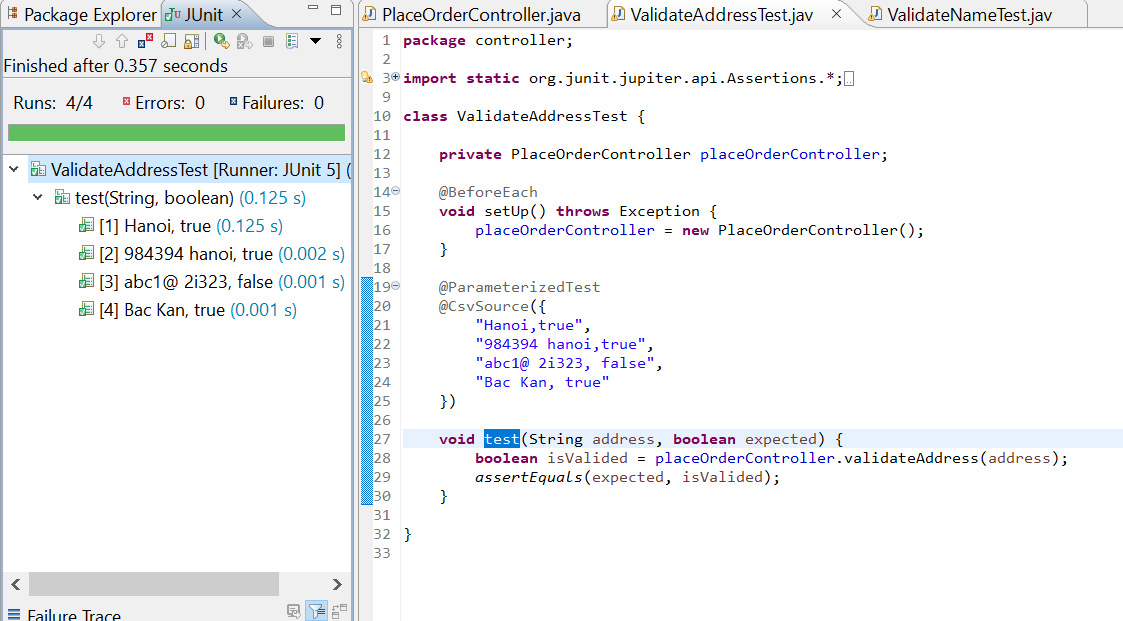 Package Explorer JUnit
Finished after 0.357 seconds
Runs: 4/4 Errors: 0 Failures: 0
ValidateAddressTest [Runner: JUnit 5] (
test(String, boolean) (0.125 s)
[1] Hanoi, true (0.125 s)
[2] 984394 hanoi, true (0.002 s)
[3] abc1@ 2i323, false (0.001 s)
[4] Bac Kan, true (0.001 s)
Failure Trace
PlaceOrderController.java ValidateAddressTest.jav ValidateNameTest.jav
1 package controller;
2
3 import static org.junit.jupiter.api.Assertions.*;
9
10 class ValidateAddressTest {
11
12 private PlaceOrderController placeOrderController;
13
14 @BeforeEach
15 void setUp() throws Exception {
16 placeOrderController = new PlaceOrderController();
17 }
18
19 @ParameterizedTest
20 @CsvSource({
21 "Hanoi,true",
22 "984394 hanoi,true",
23 "abc1@ 2i323, false",
24 "Bac Kan, true"
25 })
26
27 void test(String address, boolean expected) {
28 boolean isValided = placeOrderController.validateAddress(address);
29 assertEquals(expected, isValided);
30 }
31
32 }
33